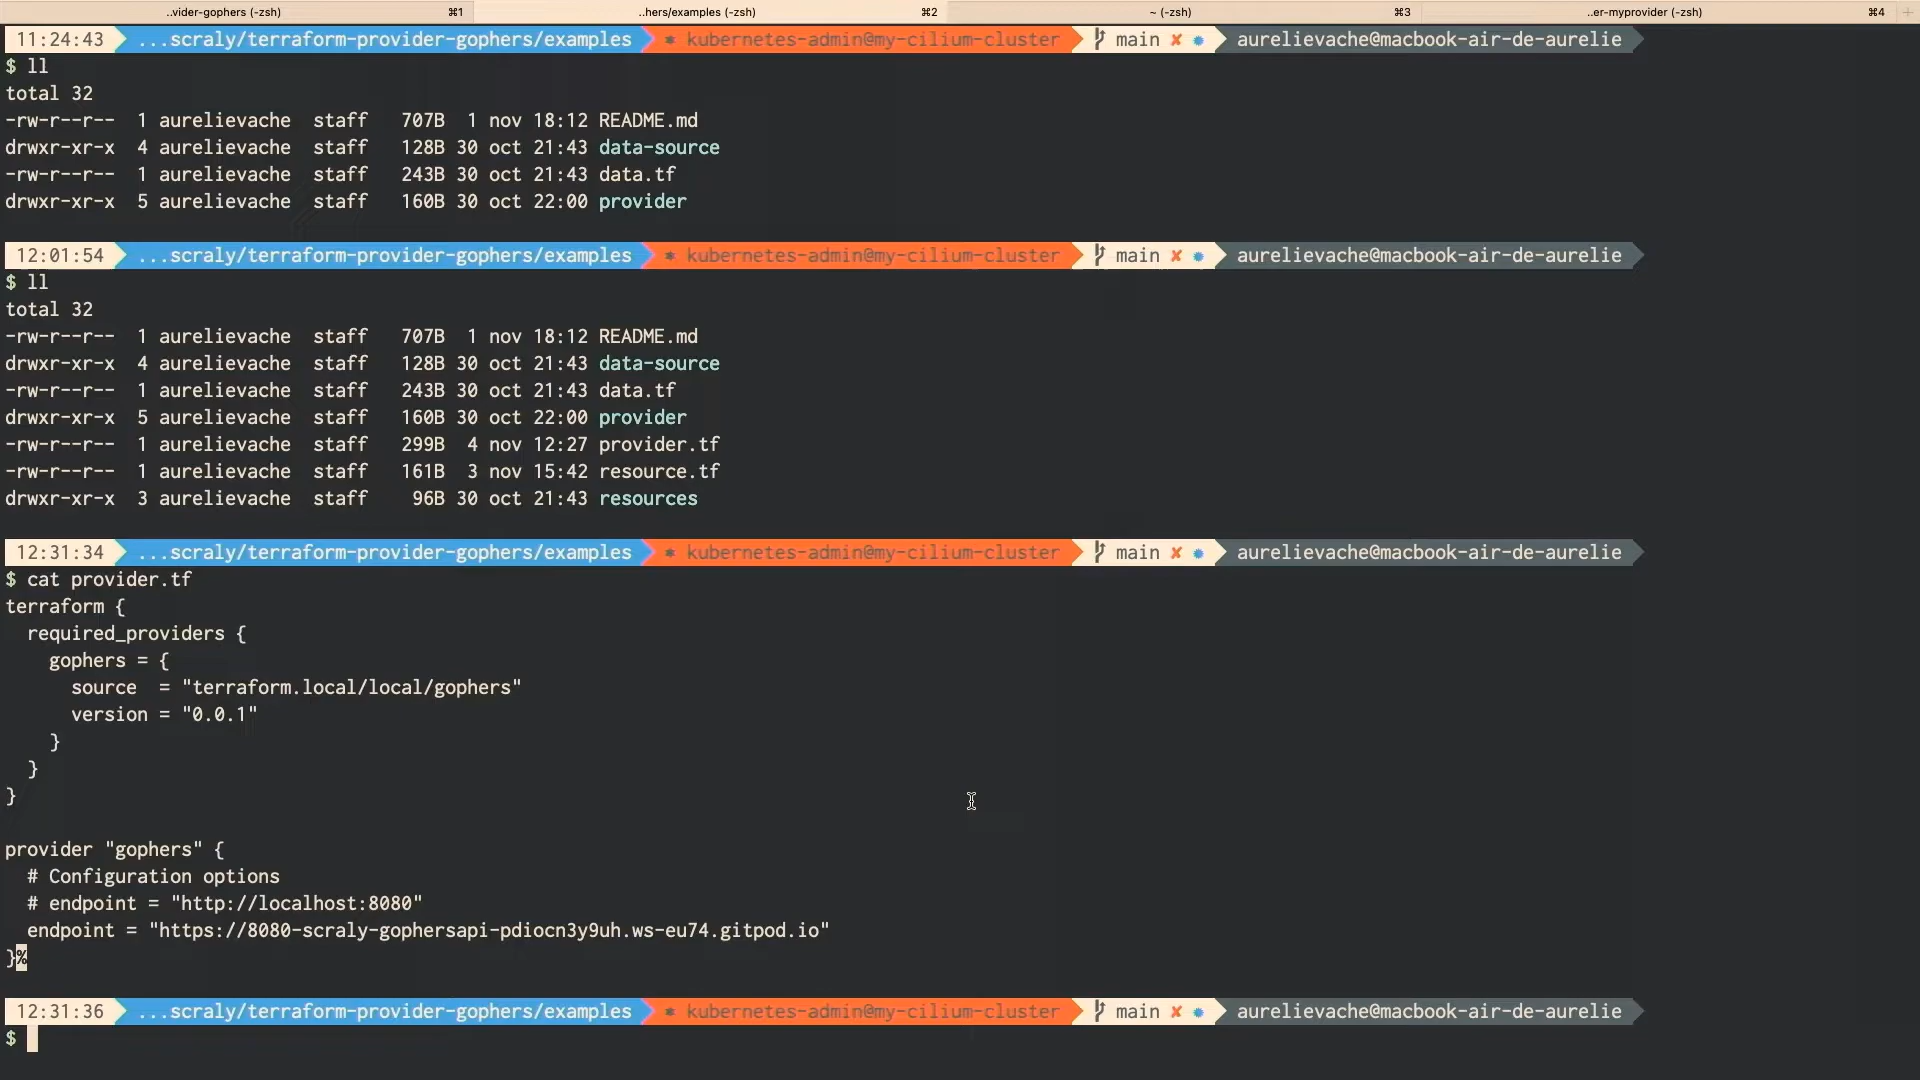 ..vider-gophers (-zsh) ⌘1 ..hers/examples (-zsh) ⌘2 ~ (-zsh) ⌘3 ..er-myprovider (-zsh) ⌘4 +
11:24:43 ...scraly/terraform-provider-gophers/examples kubernetes-admin@my-cilium-cluster main ✘ aurelievache@macbook-air-de-aurelie
$ ll
total 32
-rw-r--r-- 1 aurelievache staff 707B 1 nov 18:12 README.md
drwxr-xr-x 4 aurelievache staff 128B 30 oct 21:43 data-source
-rw-r--r-- 1 aurelievache staff 243B 30 oct 21:43 data.tf
drwxr-xr-x 5 aurelievache staff 160B 30 oct 22:00 provider
12:01:54 ...scraly/terraform-provider-gophers/examples kubernetes-admin@my-cilium-cluster main ✘ aurelievache@macbook-air-de-aurelie
$ ll
total 32
-rw-r--r-- 1 aurelievache staff 707B 1 nov 18:12 README.md
drwxr-xr-x 4 aurelievache staff 128B 30 oct 21:43 data-source
-rw-r--r-- 1 aurelievache staff 243B 30 oct 21:43 data.tf
drwxr-xr-x 5 aurelievache staff 160B 30 oct 22:00 provider
-rw-r--r-- 1 aurelievache staff 299B 4 nov 12:27 provider.tf
-rw-r--r-- 1 aurelievache staff 161B 3 nov 15:42 resource.tf
drwxr-xr-x 3 aurelievache staff 96B 30 oct 21:43 resources
12:31:34 ...scraly/terraform-provider-gophers/examples kubernetes-admin@my-cilium-cluster main ✘ aurelievache@macbook-air-de-aurelie
$ cat provider.tf
terraform {
  required_providers {
    gophers = {
      source  = "terraform.local/local/gophers"
      version = "0.0.1"
    }
  }
}
provider "gophers" {
  # Configuration options
  # endpoint = "http://localhost:8080"
  endpoint = "https://8080-scraly-gophersapi-pdiocn3y9uh.ws-eu74.gitpod.io"
}%
12:31:36 ...scraly/terraform-provider-gophers/examples kubernetes-admin@my-cilium-cluster main ✘ aurelievache@macbook-air-de-aurelie
$